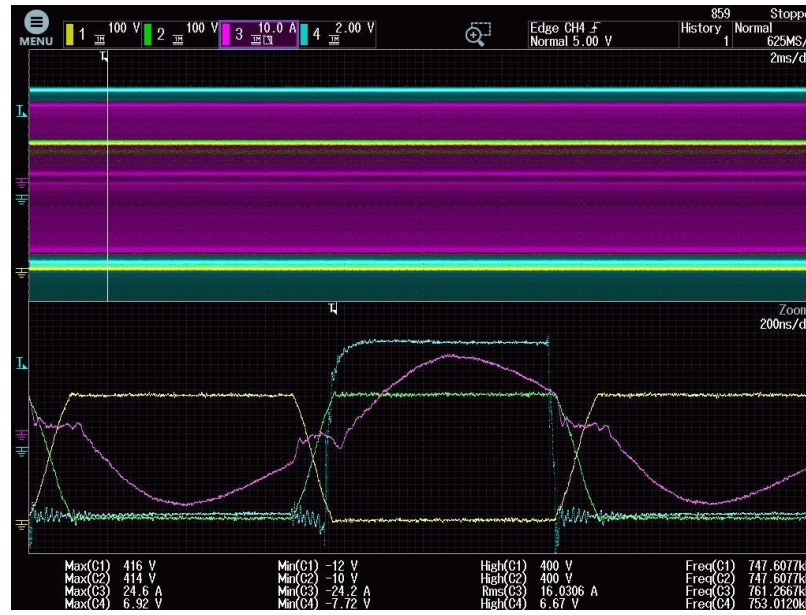 859 Stoppe
MENU 1 100 V 2 100 V 3 10.0 A 4 2.00 V Edge CH4 History Normal
Normal 5.00 V 1 625MS/
2ms/d
Zoom
200ns/d
Max(C1) 416 V Min(C1) -12 V High(C1) 400 V Freq(C1) 747.6077k
Max(C2) 414 V Min(C2) -10 V High(C2) 400 V Freq(C2) 747.6077k
Max(C3) 24.6 A Min(C3) -24.2 A Rms(C3) 16.0306 A Freq(C3) 761.2667k
Max(C4) 6.92 V Min(C4) -7.72 V High(C4) 6.67 V Freq(C4) 753.0120k